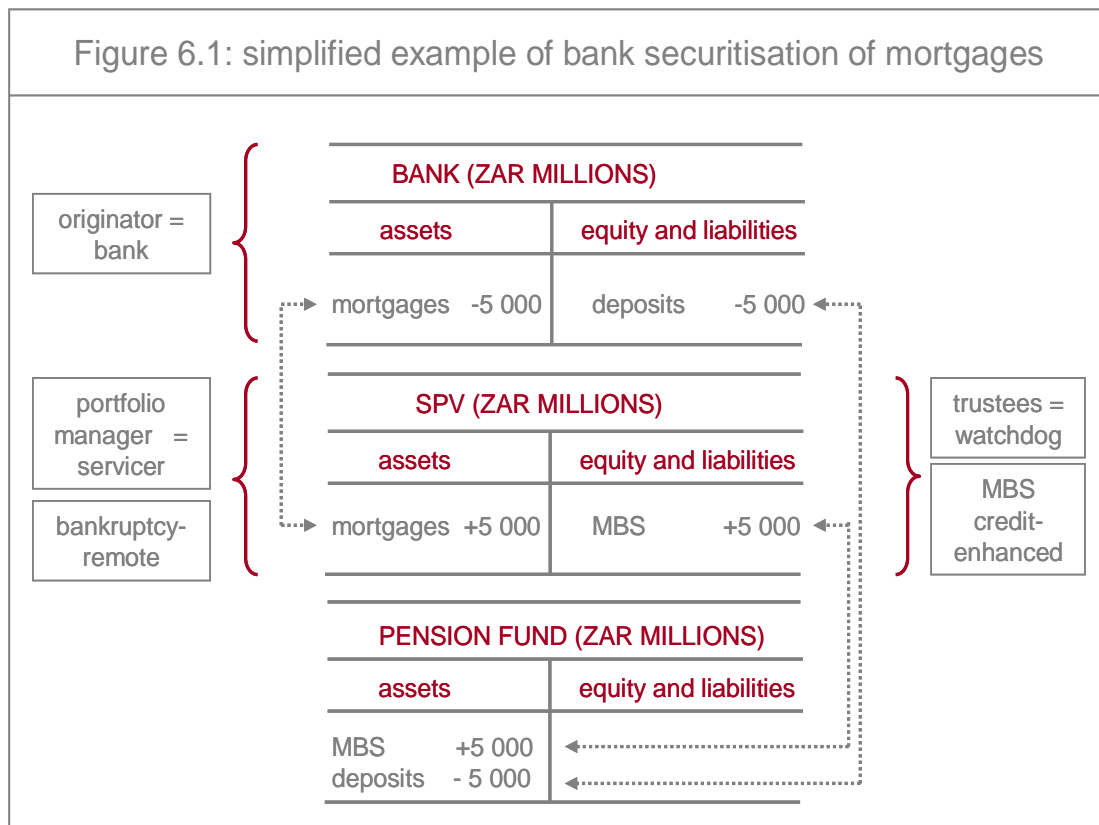 Figure 6.1: simplified example of bank securitisation of mortgages
originator =
bank
BANK (ZAR MILLIONS)
assets equity and liabilities
mortgages -5 000 deposits -5 000
portfolio
manager =
servicer
bankruptcy-
remote
SPV (ZAR MILLIONS)
assets equity and liabilities
mortgages +5 000 MBS +5 000
trustees =
watchdog
MBS
credit-
enhanced
PENSION FUND (ZAR MILLIONS)
assets equity and liabilities
MBS +5 000
deposits - 5 000